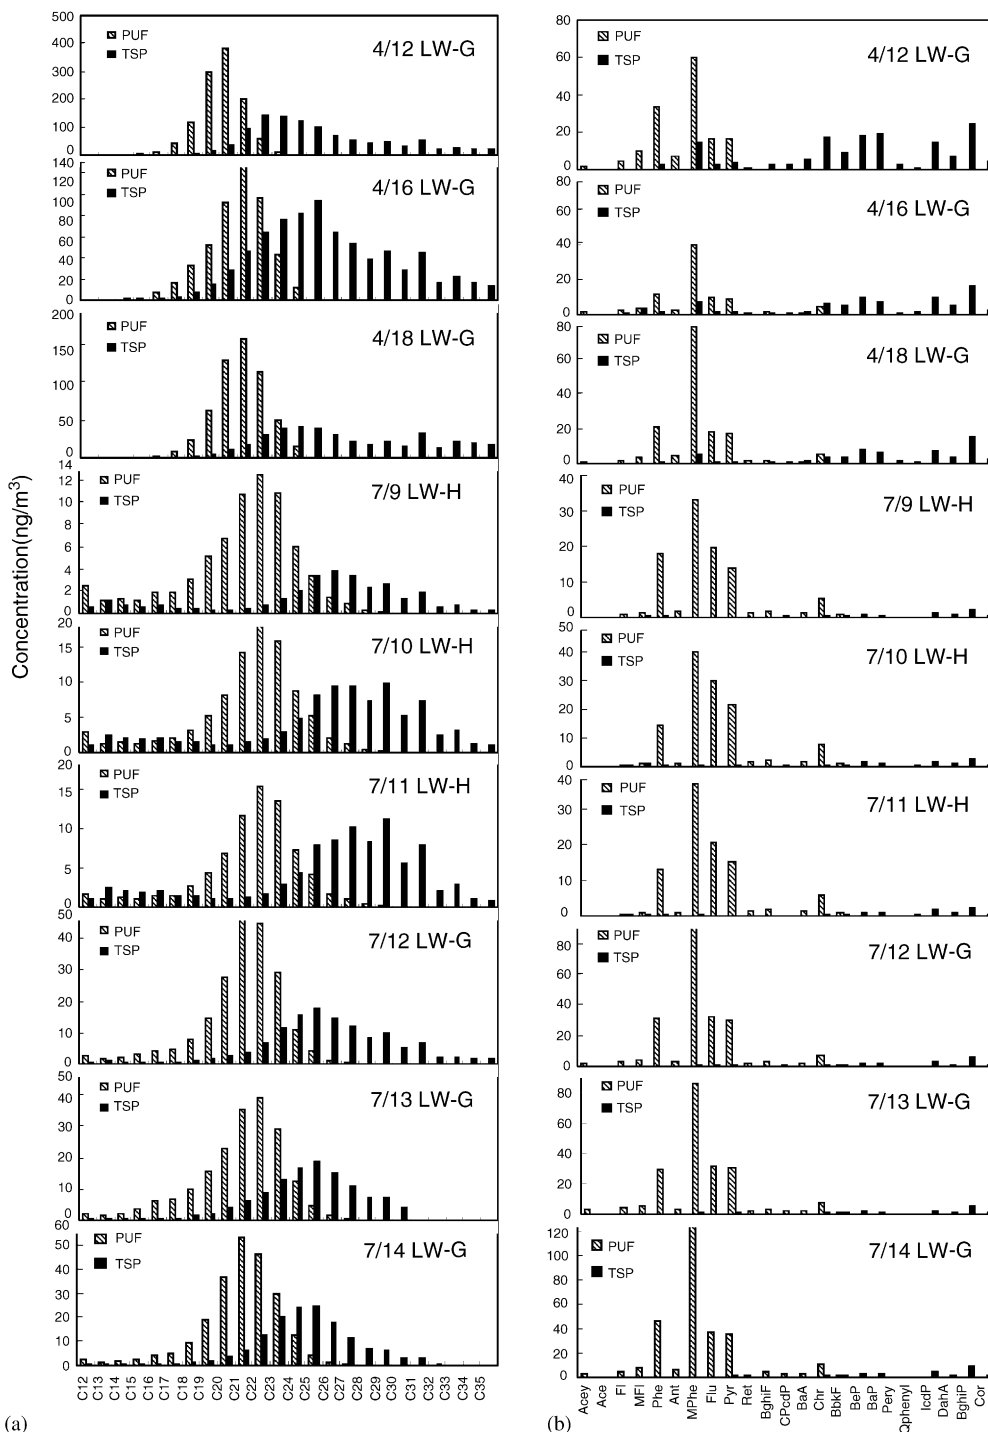 Concentration(ng/m³)
500
400
300
200
100
0
PUF
TSP
4/12 LW-G
140
120
100
80
60
40
20
0
PUF
TSP
4/16 LW-G
200
150
100
50
0
PUF
TSP
4/18 LW-G
14
12
10
8
6
4
2
0
PUF
TSP
7/9 LW-H
20
15
10
5
0
PUF
TSP
7/10 LW-H
20
15
10
5
0
PUF
TSP
7/11 LW-H
50
40
30
20
10
0
PUF
TSP
7/12 LW-G
50
40
30
20
10
0
PUF
TSP
7/13 LW-G
60
50
40
30
20
10
0
PUF
TSP
7/14 LW-G
C12 C13 C14 C15 C16 C17 C18 C19 C20 C21 C22 C23 C24 C25 C26 C27 C28 C29 C30 C31 C32 C33 C34 C35
(a)
80
60
40
20
0
PUF
TSP
4/12 LW-G
80
60
40
20
0
PUF
TSP
4/16 LW-G
80
60
40
20
0
PUF
TSP
4/18 LW-G
40
30
20
10
0
PUF
TSP
7/9 LW-H
50
40
30
20
10
0
PUF
TSP
7/10 LW-H
40
30
20
10
0
PUF
TSP
7/11 LW-H
80
60
40
20
0
PUF
TSP
7/12 LW-G
80
60
40
20
0
PUF
TSP
7/13 LW-G
120
100
80
60
40
20
0
PUF
TSP
7/14 LW-G
Acey Ace Fl MFl Phe Ant MPhe Flu Pyr Ret BghiF CPcdP BaA Chr BbkF BeP BaP Pery Qphenyl IcdP DahA BghiP Cor
(b)